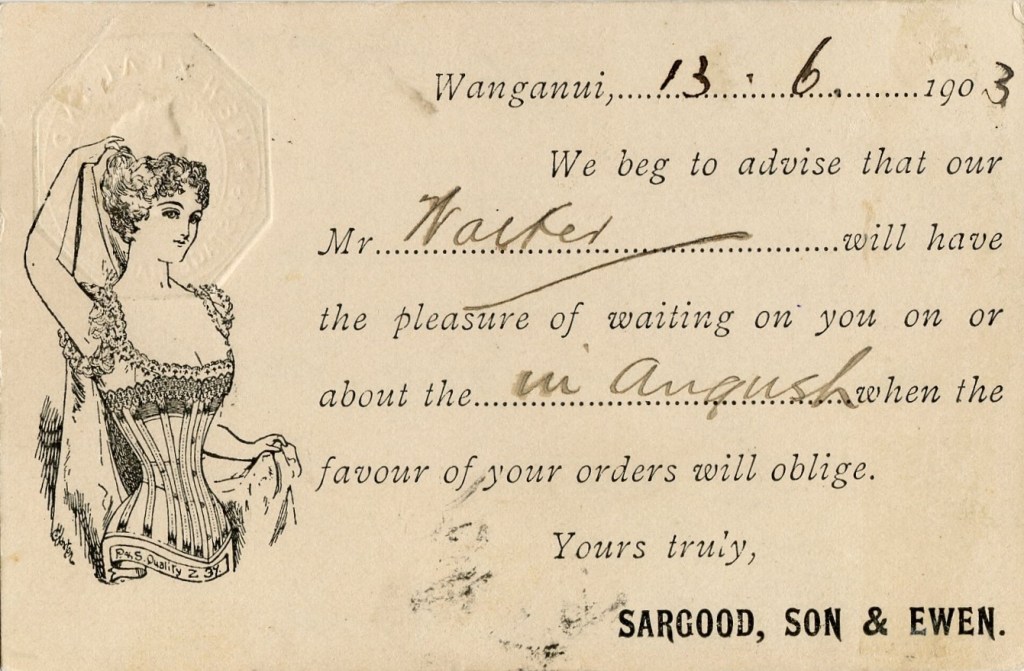 Wanganui,....13 . 6.....1903
We beg to advise that our
Mr....Walker....will have
the pleasure of waiting on you on or
about the....in August....when the
favour of your orders will oblige.
Yours truly,
SARGOOD, SON & EWEN.
P&S. Quality Z 37.